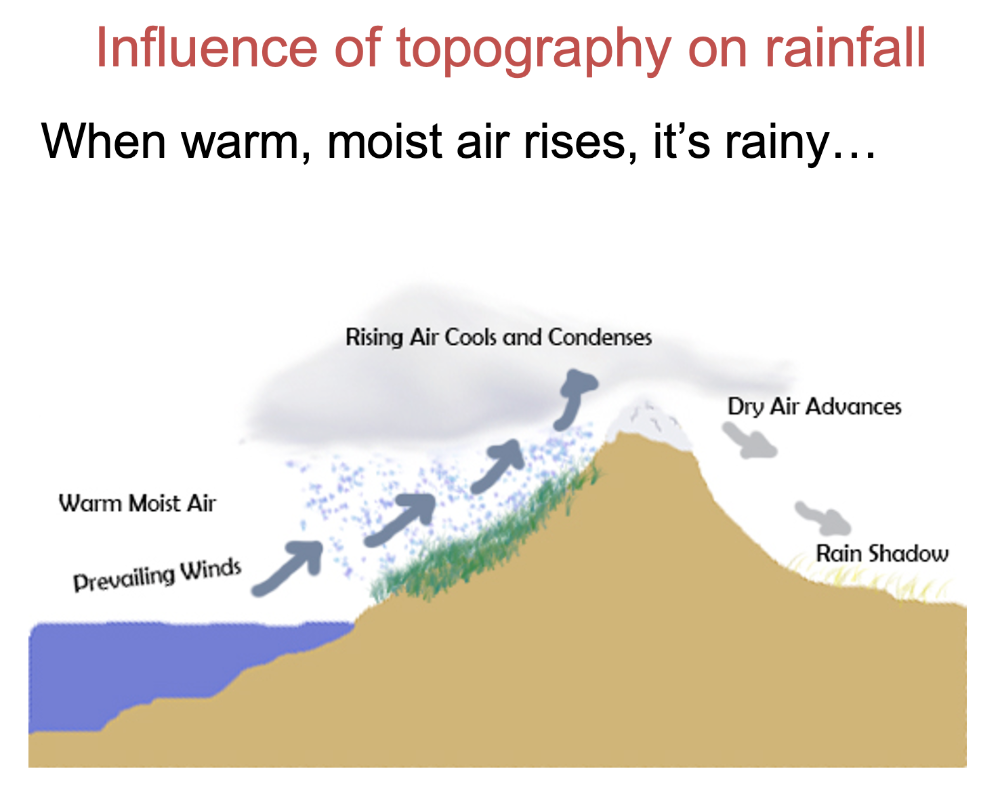 Influence of topography on rainfall
When warm, moist air rises, it’s rainy…
Rising Air Cools and Condenses
Dry Air Advances
Warm Moist Air
Prevailing Winds
Rain Shadow